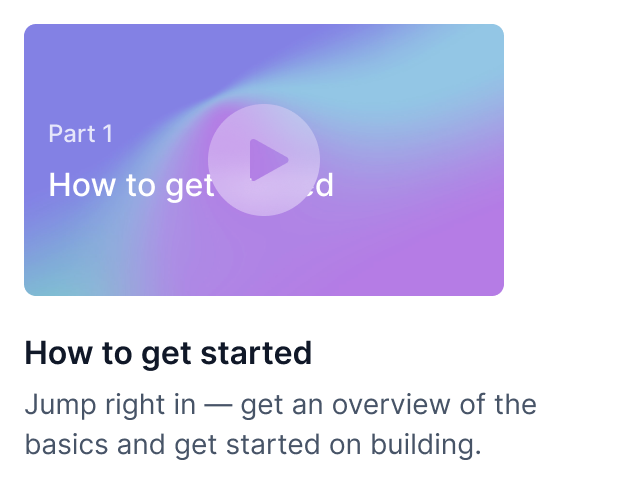 Part 1
How to get started
How to get started
Jump right in — get an overview of the
basics and get started on building.